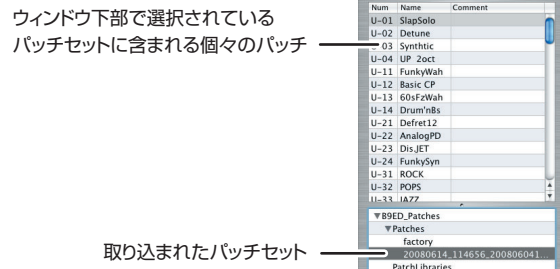 ウィンドウ下部で選択されている
パッチセットに含まれる個々のパッチ
Num Name Comment
U-01 SlapSolo
U-02 Detune
03 Synthtic
U-04 UP 2oct
U-11 FunkyWah
U-12 Basic CP
U-13 60sFzWah
U-14 Drum'nBs
U-21 Defret12
U-22 AnalogPD
U-23 Dis.JET
U-24 FunkySyn
U-31 ROCK
U-32 POPS
U-33 JAZZ
▼B9ED_Patches
▼Patches
factory
取り込まれたパッチセット
20080614_114656_200806041...
PatchLibraries